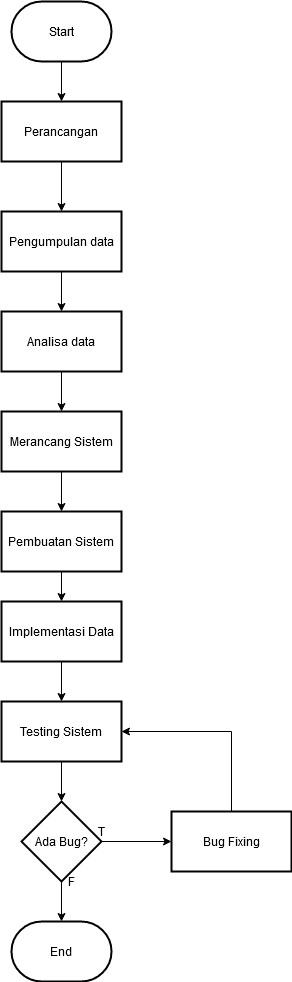 Start
Perancangan
Pengumpulan data
Analisa data
Merancang Sistem
Pembuatan Sistem
Implementasi Data
Testing Sistem
Ada Bug?
T
Bug Fixing
F
End